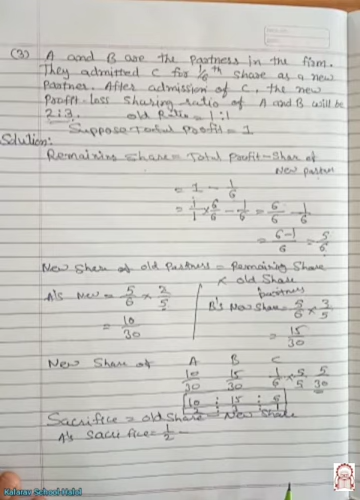 (3) A and B are the Partners in the firm.
They admitted C for 1/6th share as a new
Partner. After admission of C, the new
Profit-loss Sharing ratio of A and B will be
2:3. old Ratio = 1:1
Suppose Total Profit = 1
Solution:
Remaining Share = Total Profit - Share of
New partner
= 1 - 1/6
= 1/1 × 6/6 - 1/6 = 6/6 - 1/6
= 6-1/6 = 5/6
New Share of old Partners = Remaining Share
× old Share
A's New = 5/6 × 2/5
= 10/30
B's New Share = 5/6 × 3/5
= 15/30
New Share of A B C
10/30 15/30 1/6 × 5/5 5/30
Sacrifice = old Share - New Share
A's Sacrifice = 1/2 -
Kalarav School-Halol